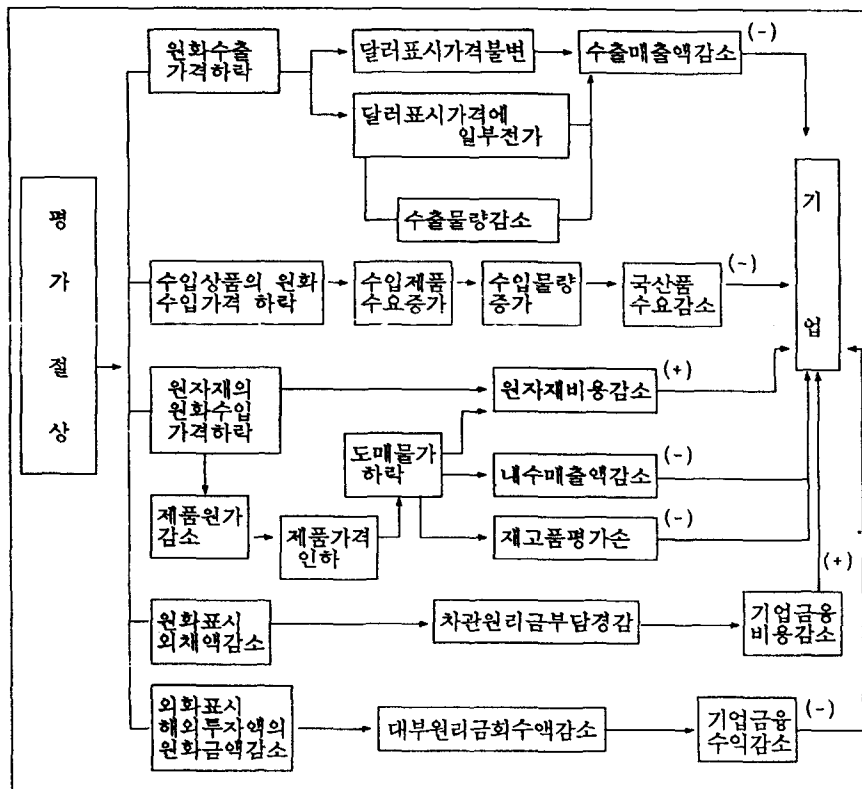 평
가
절
상
원화수출
가격하락
달러표시가격불변
수출매출액감소
(-)
달러표시가격에
일부전가
수출물량감소
수입상품의 원화
수입가격 하락
수입제품
수요증가
수입물량
증가
국산품
수요감소
(-)
원자재의
원화수입
가격하락
원자재비용감소
(+)
도매물가
하락
내수매출액감소
(-)
제품원가
감소
제품가격
인하
재고품평가손
(-)
원화표시
외채액감소
차관원리금부담경감
기업금융
비용감소
(+)
외화표시
해외투자액의
원화금액감소
대부원리금회수액감소
기업금융
수익감소
(-)
기
업